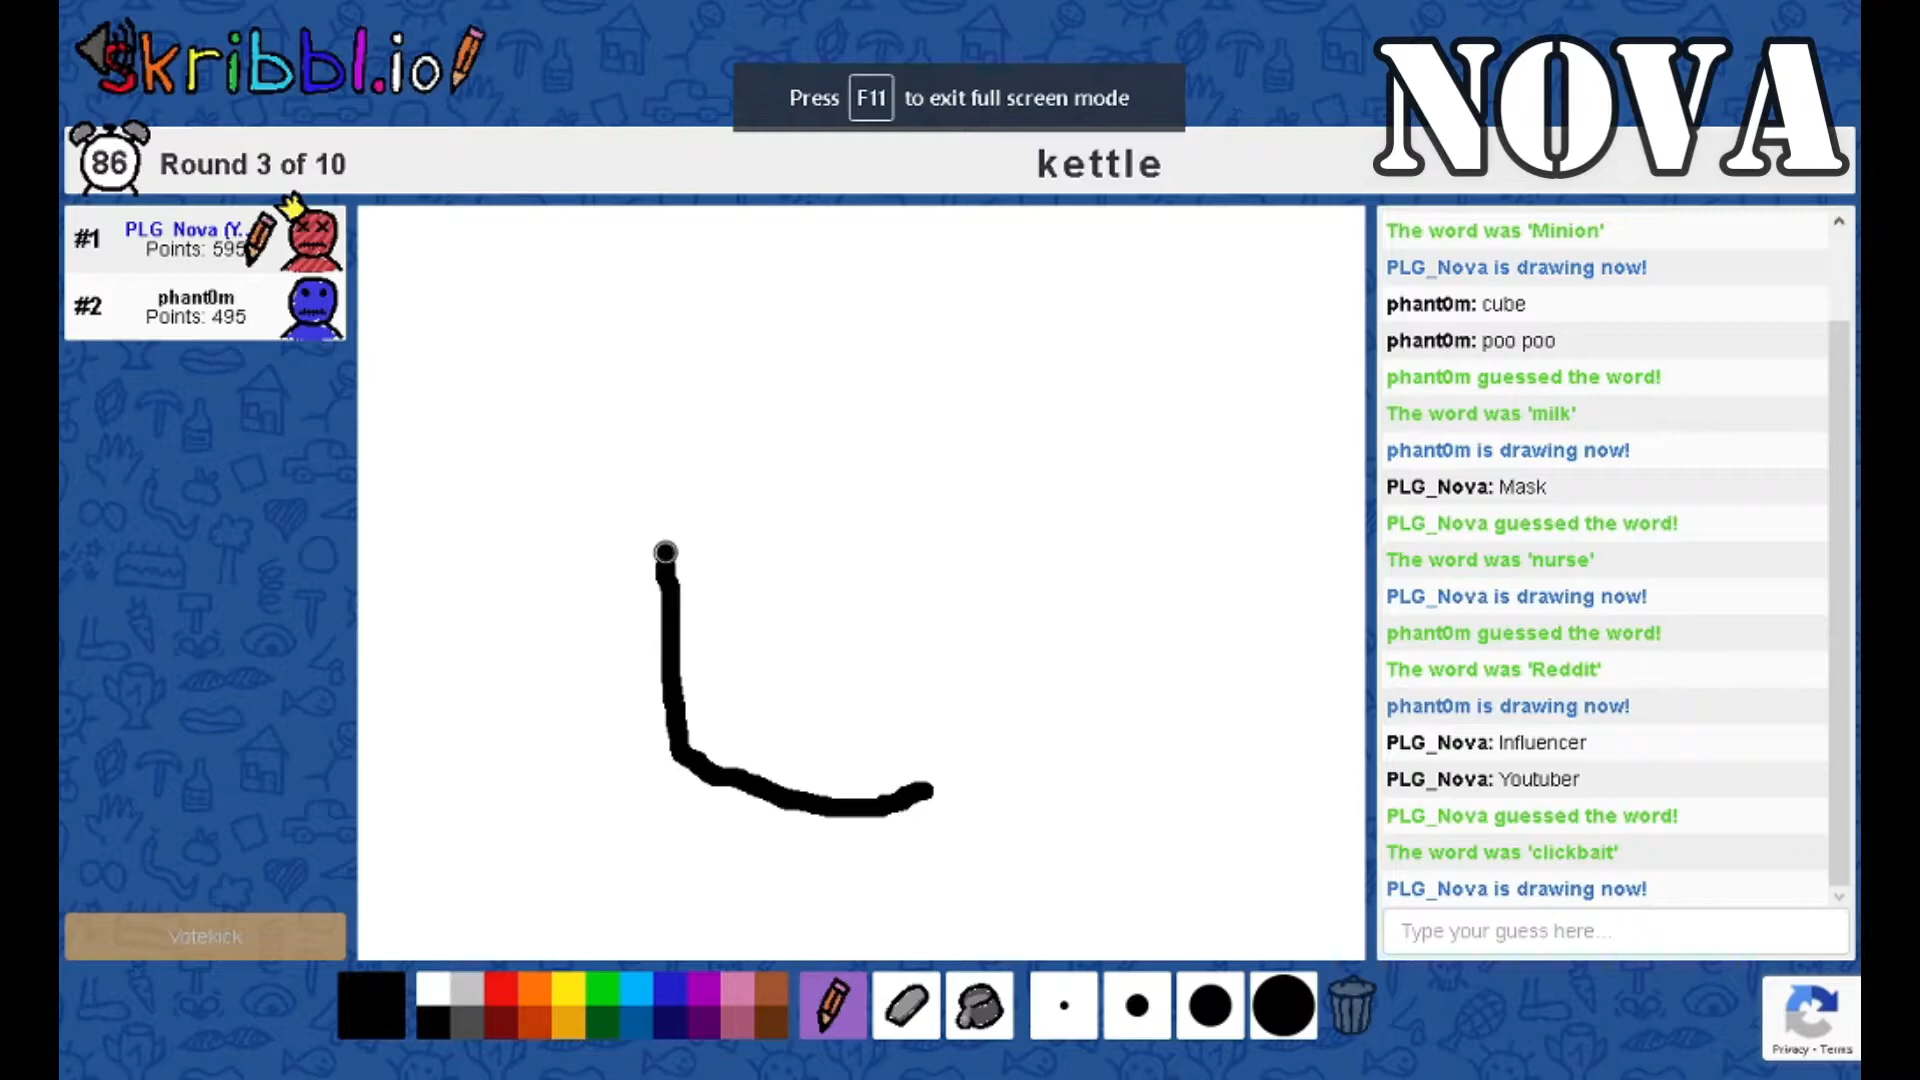 skribbl.io
Press F11 to exit full screen mode
NOVA
86
Round 3 of 10
kettle
#1
PLG_Nova (Y...
Points: 595
#2
phant0m
Points: 495
The word was 'Minion'
PLG_Nova is drawing now!
phant0m: cube
phant0m: poo poo
phant0m guessed the word!
The word was 'milk'
phant0m is drawing now!
PLG_Nova: Mask
PLG_Nova guessed the word!
The word was 'nurse'
PLG_Nova is drawing now!
phant0m guessed the word!
The word was 'Reddit'
phant0m is drawing now!
PLG_Nova: Influencer
PLG_Nova: Youtuber
PLG_Nova guessed the word!
The word was 'clickbait'
PLG_Nova is drawing now!
Type your guess here...
Votekick
Privacy - Terms